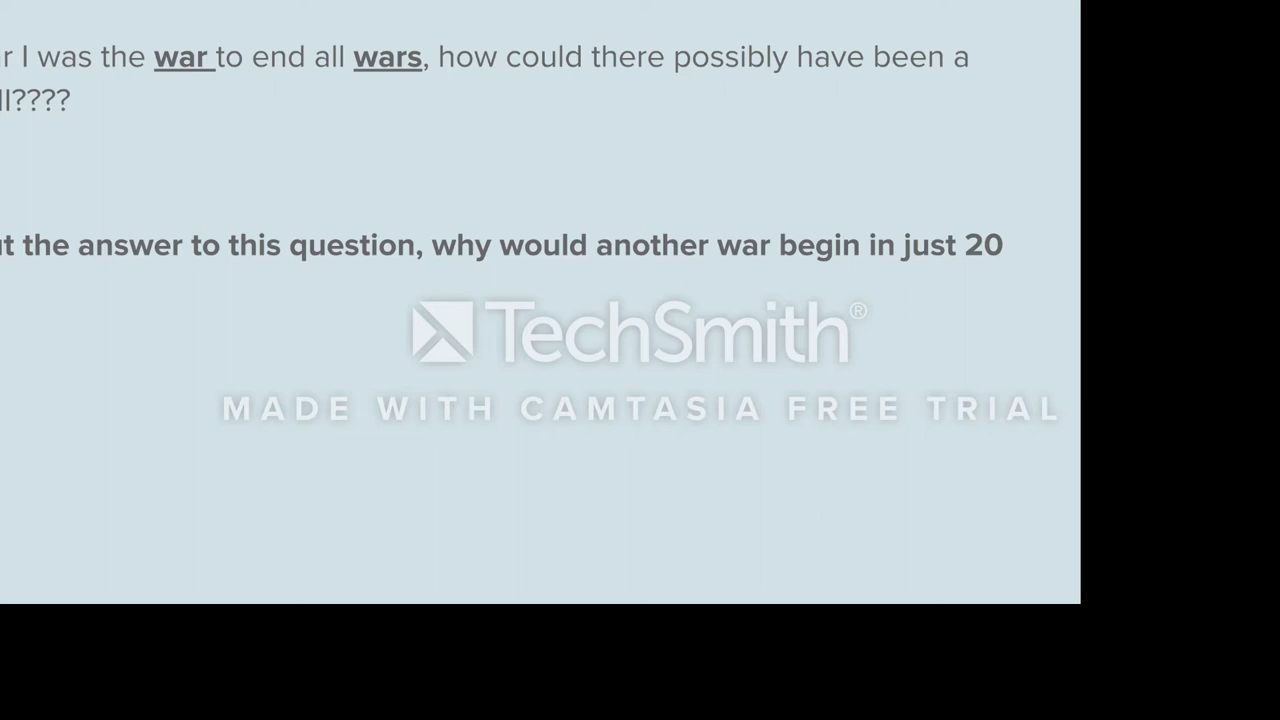 r I was the war to end all wars, how could there possibly have been a
II????
ut the answer to this question, why would another war begin in just 20
TechSmith®
MADE WITH CAMTASIA FREE TRIAL